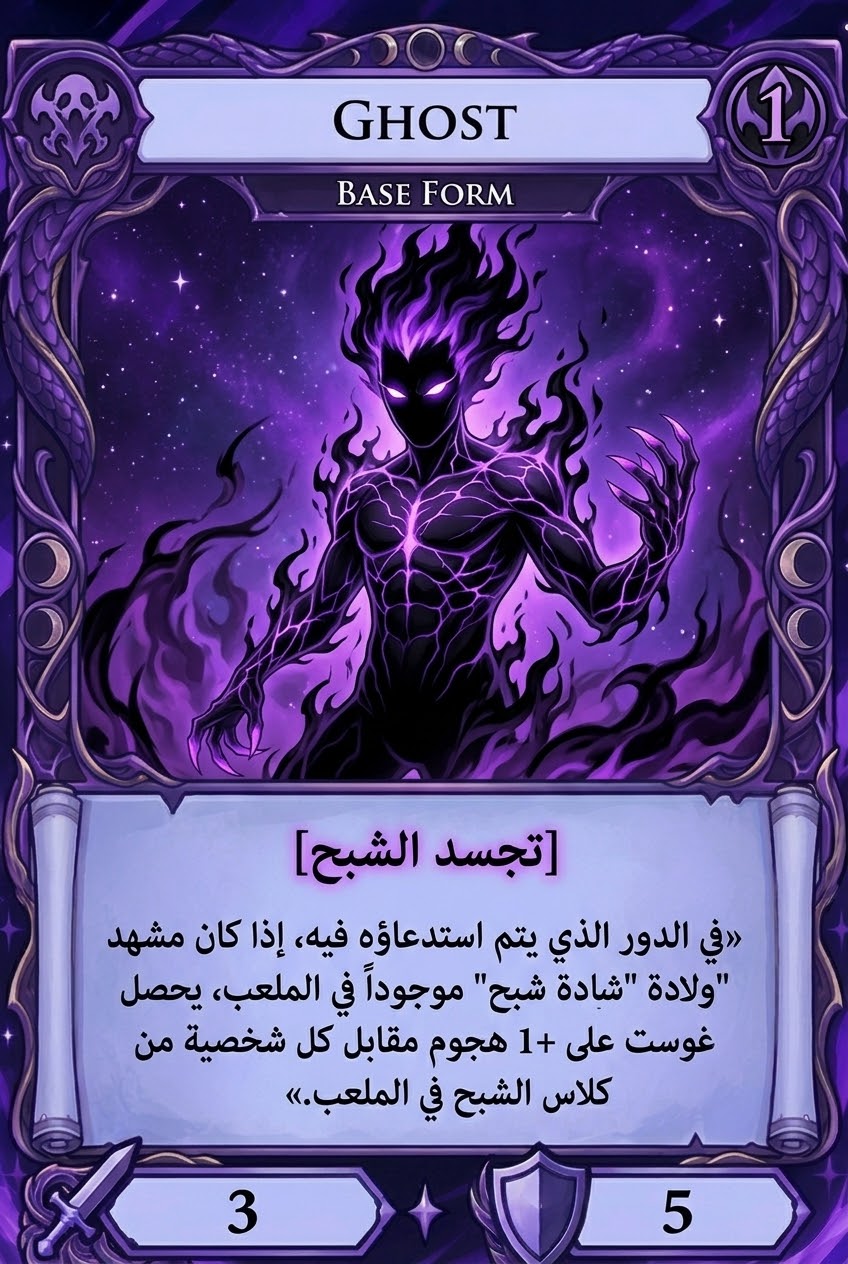 GHOST
1
BASE FORM
[تجسد الشبح]
«في الدور الذي يتم استدعاؤه فيه، إذا كان مشهد
"ولادة "شبح" موجوداً في الملعب، يحصل
غوست على +1 هجوم مقابل كل شخصية من
كلاس الشبح في الملعب.»
3
5